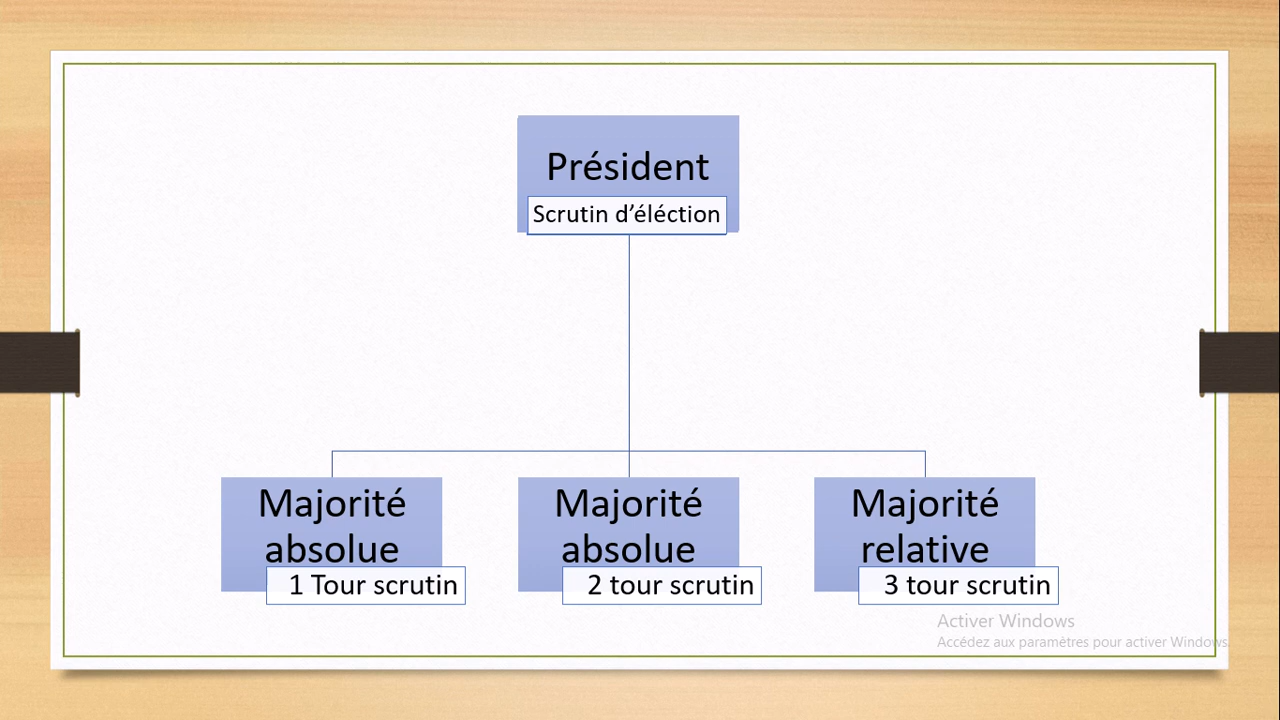 Président
Scrutin d’éléction
Majorité
absolue
1 Tour scrutin
Majorité
absolue
2 tour scrutin
Majorité
relative
3 tour scrutin
Activer Windows
Accédez aux paramètres pour activer Windows.